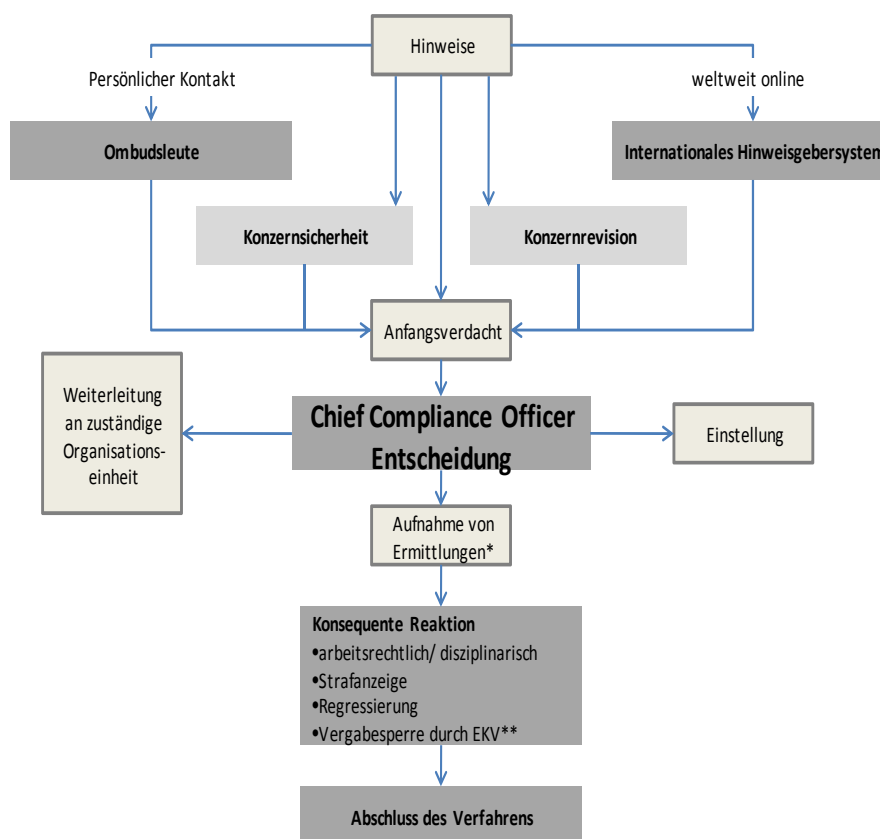 Hinweise
Persönlicher Kontakt
weltweit online
Ombudsleute
Internationales Hinweisgebersystem
Konzernsicherheit
Konzernrevision
Anfangsverdacht
Weiterleitung
an zuständige
Organisations-
einheit
Chief Compliance Officer
Entscheidung
Einstellung
Aufnahme von
Ermittlungen*
Konsequente Reaktion
•arbeitsrechtlich/ disziplinarisch
•Strafanzeige
•Regressierung
•Vergabesperre durch EKV**
Abschluss des Verfahrens